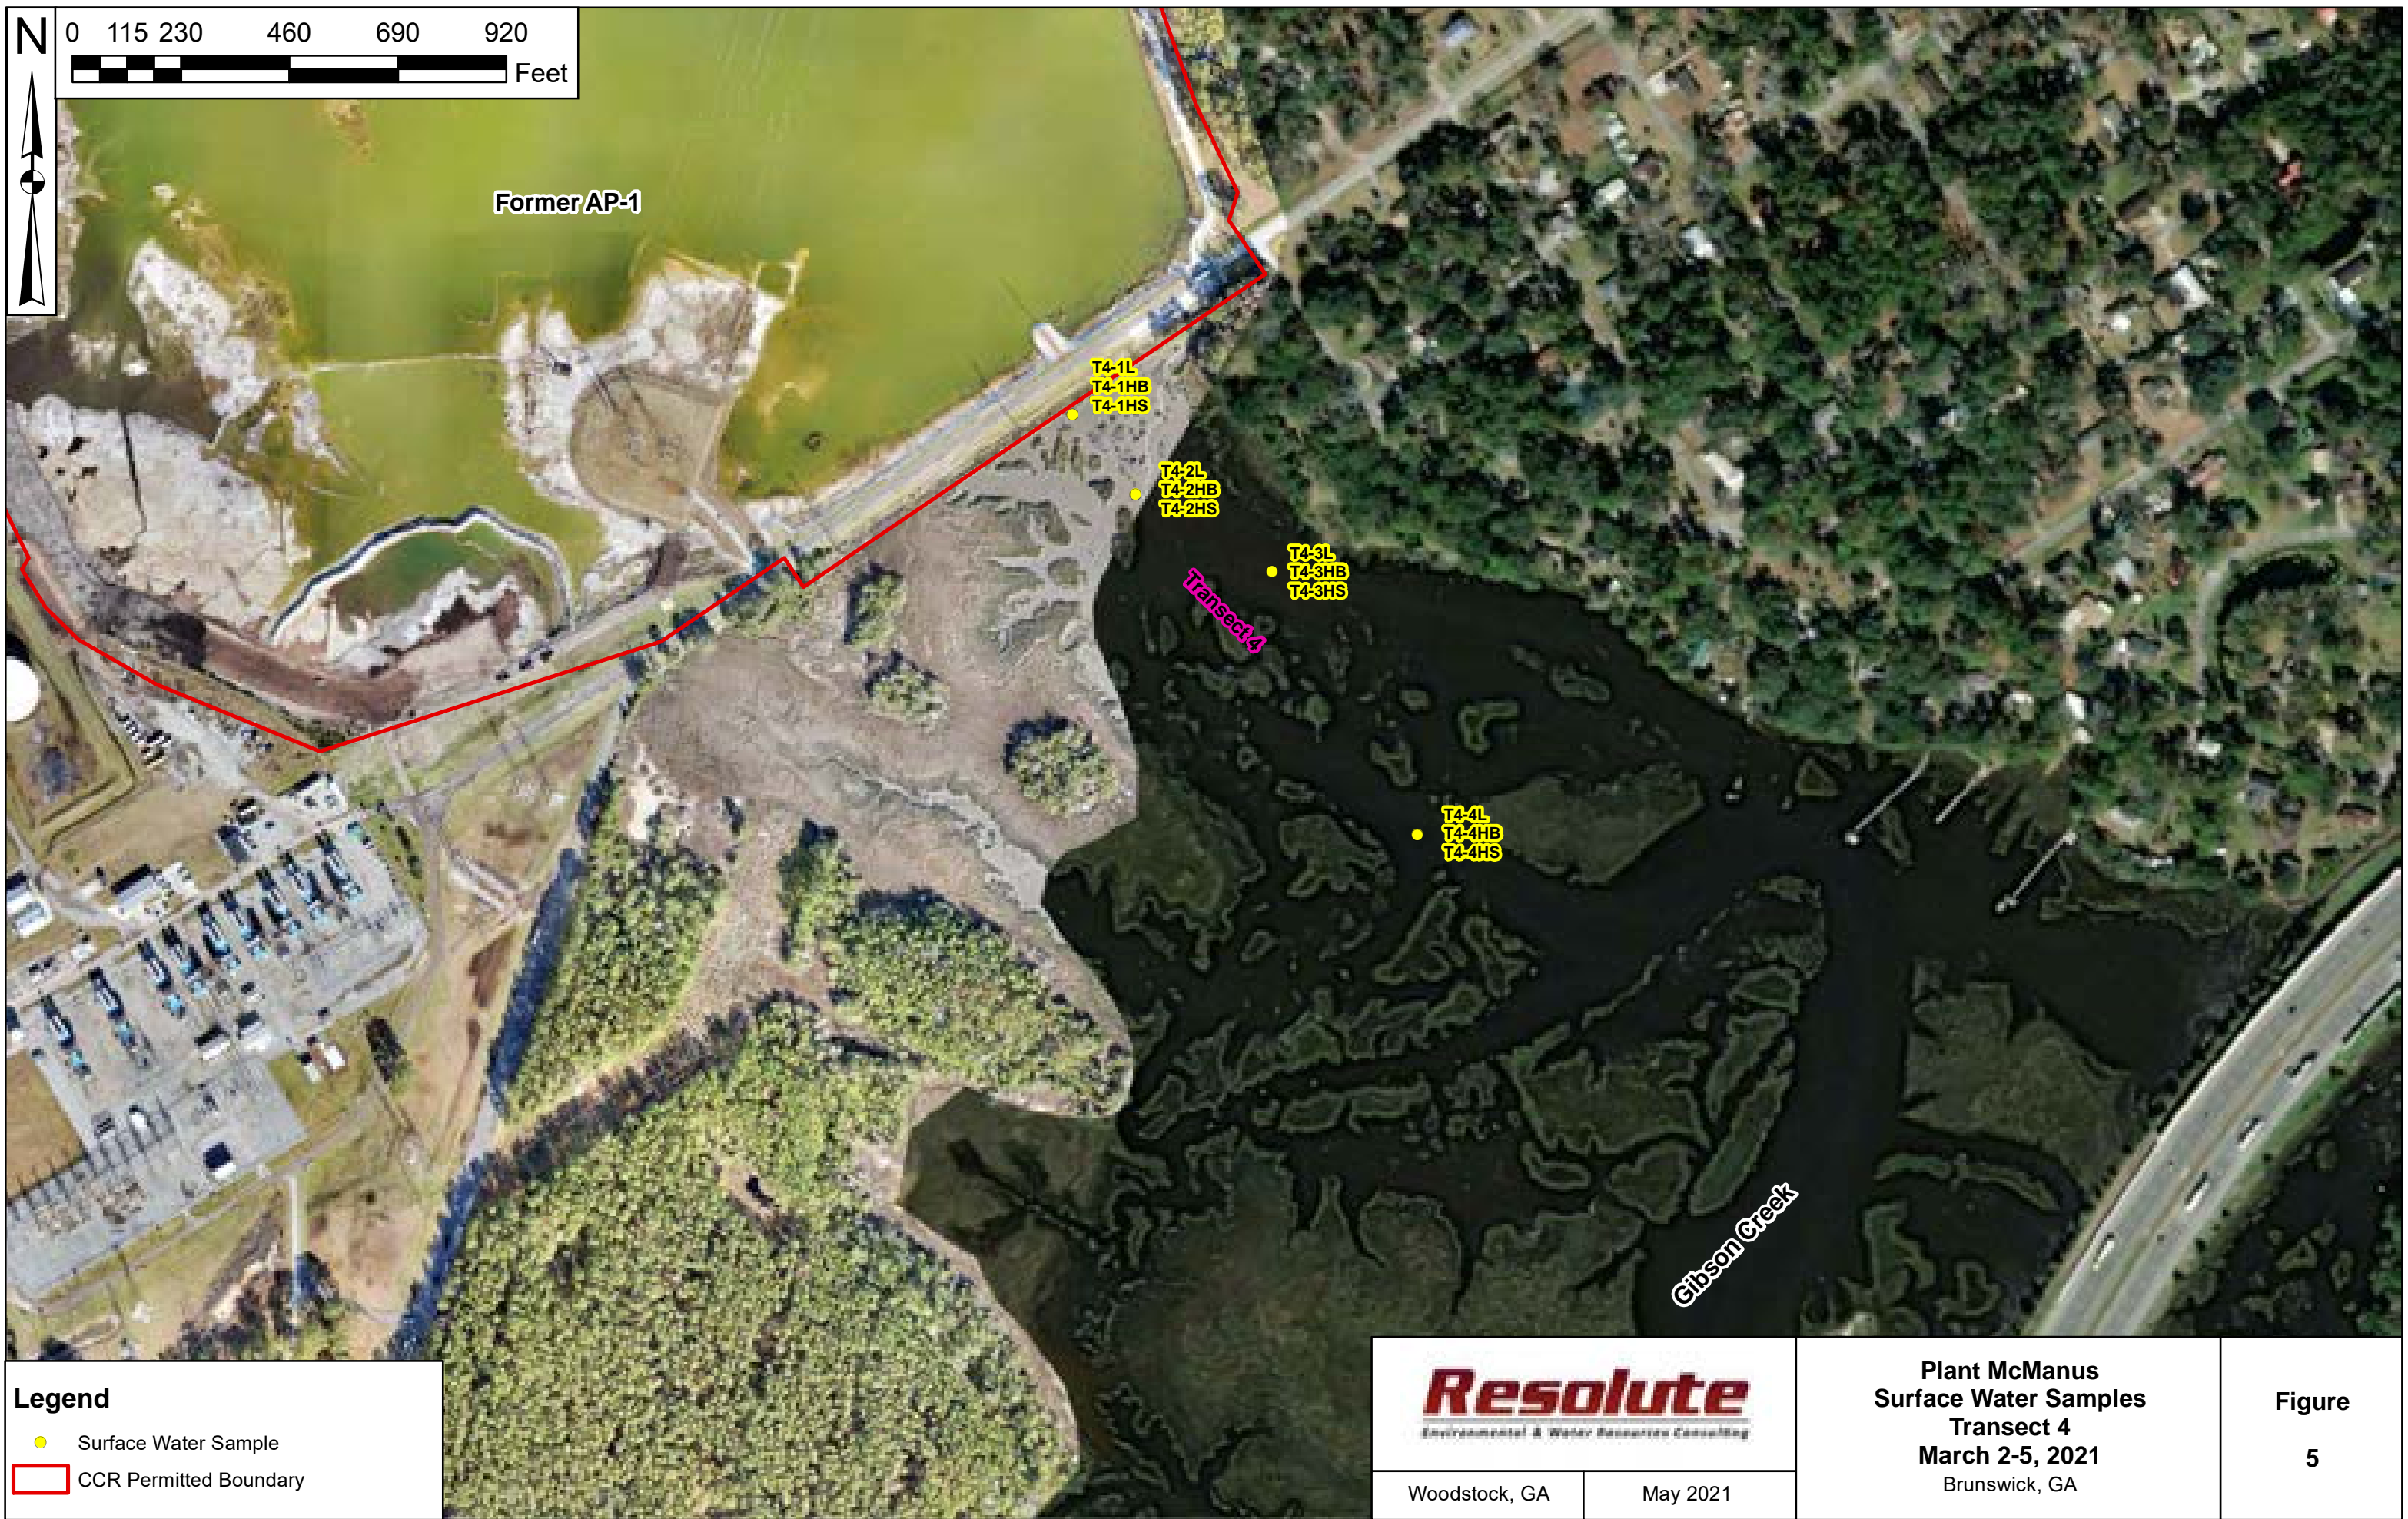 N
0 115 230 460 690 920
Feet
Former AP-1
T4-1L
T4-1HB
T4-1HS
T4-2L
T4-2HB
T4-2HS
T4-3L
T4-3HB
T4-3HS
Transect 4
T4-4L
T4-4HB
T4-4HS
Gibson Creek
Legend
Surface Water Sample
CCR Permitted Boundary
Resolute
Environmental & Water Resources Consulting
Woodstock, GA
May 2021
Plant McManus
Surface Water Samples
Transect 4
March 2-5, 2021
Brunswick, GA
Figure
5